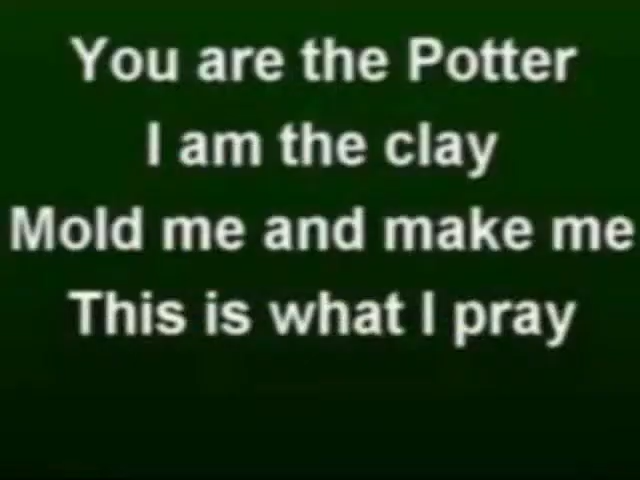 You are the Potter
I am the clay
Mold me and make me
This is what I pray